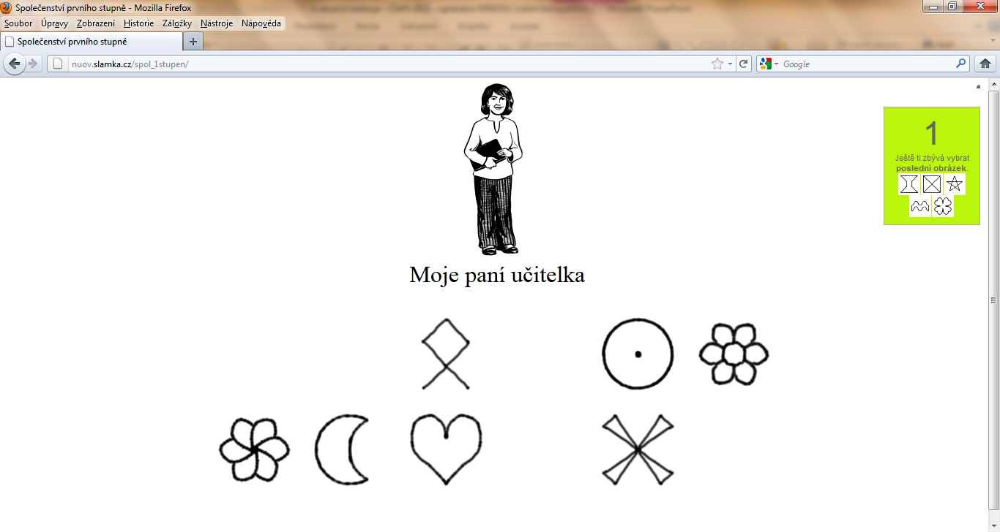 Společenství prvního stupně - Mozilla Firefox
Soubor Úpravy Zobrazení Historie Záložky Nástroje Nápověda
Společenství prvního stupně
nuov.slamka.cz/spol_1stupen/
Google
1
Ještě ti zbývá vybrat
poslední obrázek.
Moje paní učitelka